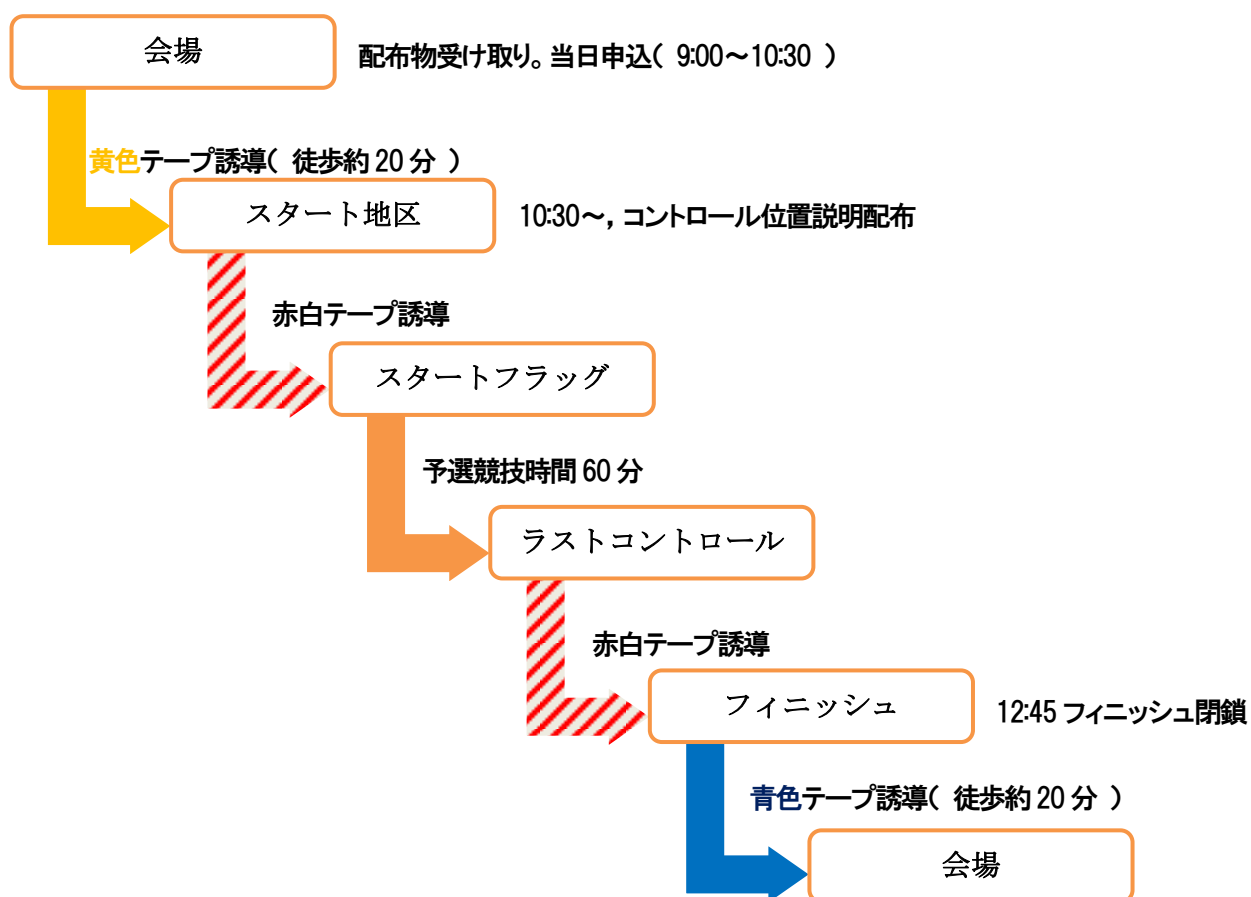 会場
配布物受け取り。当日申込( 9:00～10:30 )
黄色テープ誘導( 徒歩約 20 分 )
スタート地区
10:30～, コントロール位置説明配布
赤白テープ誘導
スタートフラッグ
予選競技時間 60 分
ラストコントロール
赤白テープ誘導
フィニッシュ
12:45 フィニッシュ閉鎖
青色テープ誘導( 徒歩約 20 分 )
会場